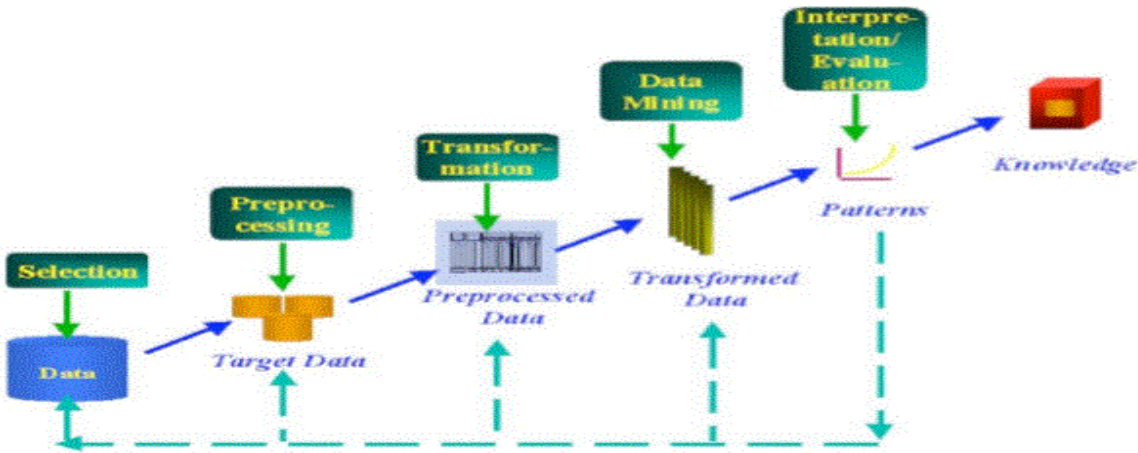 Interpre-
tation/
Evalu-
ation
Data
Mining
Knowledge
Transfor-
mation
Patterns
Prepro-
cessing
Transformed
Data
Selection
Preprocessed
Data
Target Data
Data